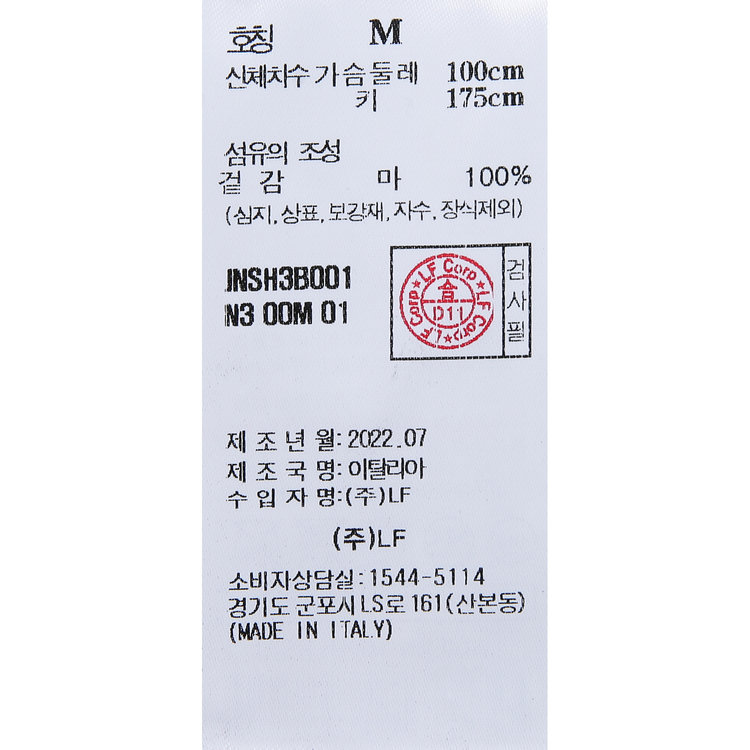 호칭 M
신체치수 가슴둘레 100cm
키 175cm
섬유의 조성
겉감 마 100%
(심지, 상표, 보강재, 자수, 장식제외)
JNSH3B001
N3 00M 01
LF Corp★LF Corp★LF Corp★
合
D11
검사필
제조년월:2022.07
제조국명:이탈리아
수입자명:(주)LF
(주)LF
소비자상담실:1544-5114
경기도 군포시 LS로 161(산본동)
(MADE IN ITALY)